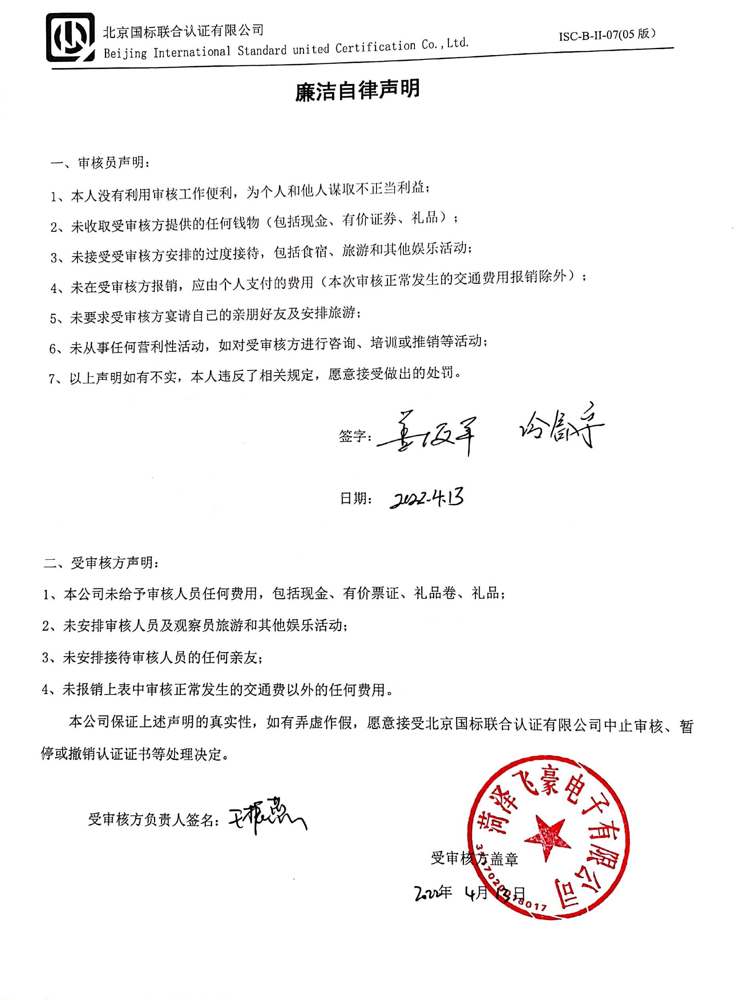 北京国标联合认证有限公司
Beijing International Standard united Certification Co.,Ltd.
ISC-B-II-07(05 版)
廉洁自律声明
一、审核员声明：
1、本人没有利用审核工作便利，为个人和他人谋取不正当利益；
2、未收取受审核方提供的任何钱物（包括现金、有价证券、礼品）；
3、未接受受审核方安排的过度接待，包括食宿、旅游和其他娱乐活动；
4、未在受审核方报销，应由个人支付的费用（本次审核正常发生的交通费用报销除外）；
5、未要求受审核方宴请自己的亲朋好友及安排旅游；
6、未从事任何营利性活动，如对受审核方进行咨询、培训或推销等活动；
7、以上声明如有不实，本人违反了相关规定，愿意接受做出的处罚。
签字：
日期： 2022.4.13
二、受审核方声明：
1、本公司未给予审核人员任何费用，包括现金、有价票证、礼品卷、礼品；
2、未安排审核人员及观察员旅游和其他娱乐活动；
3、未安排接待审核人员的任何亲友；
4、未报销上表中审核正常发生的交通费以外的任何费用。
本公司保证上述声明的真实性，如有弄虚作假，愿意接受北京国标联合认证有限公司中止审核、暂
停或撤销认证证书等处理决定。
受审核方负责人签名：王振燕
菏泽飞豪电子有限公司
受审核方盖章
2022年 4月 13日